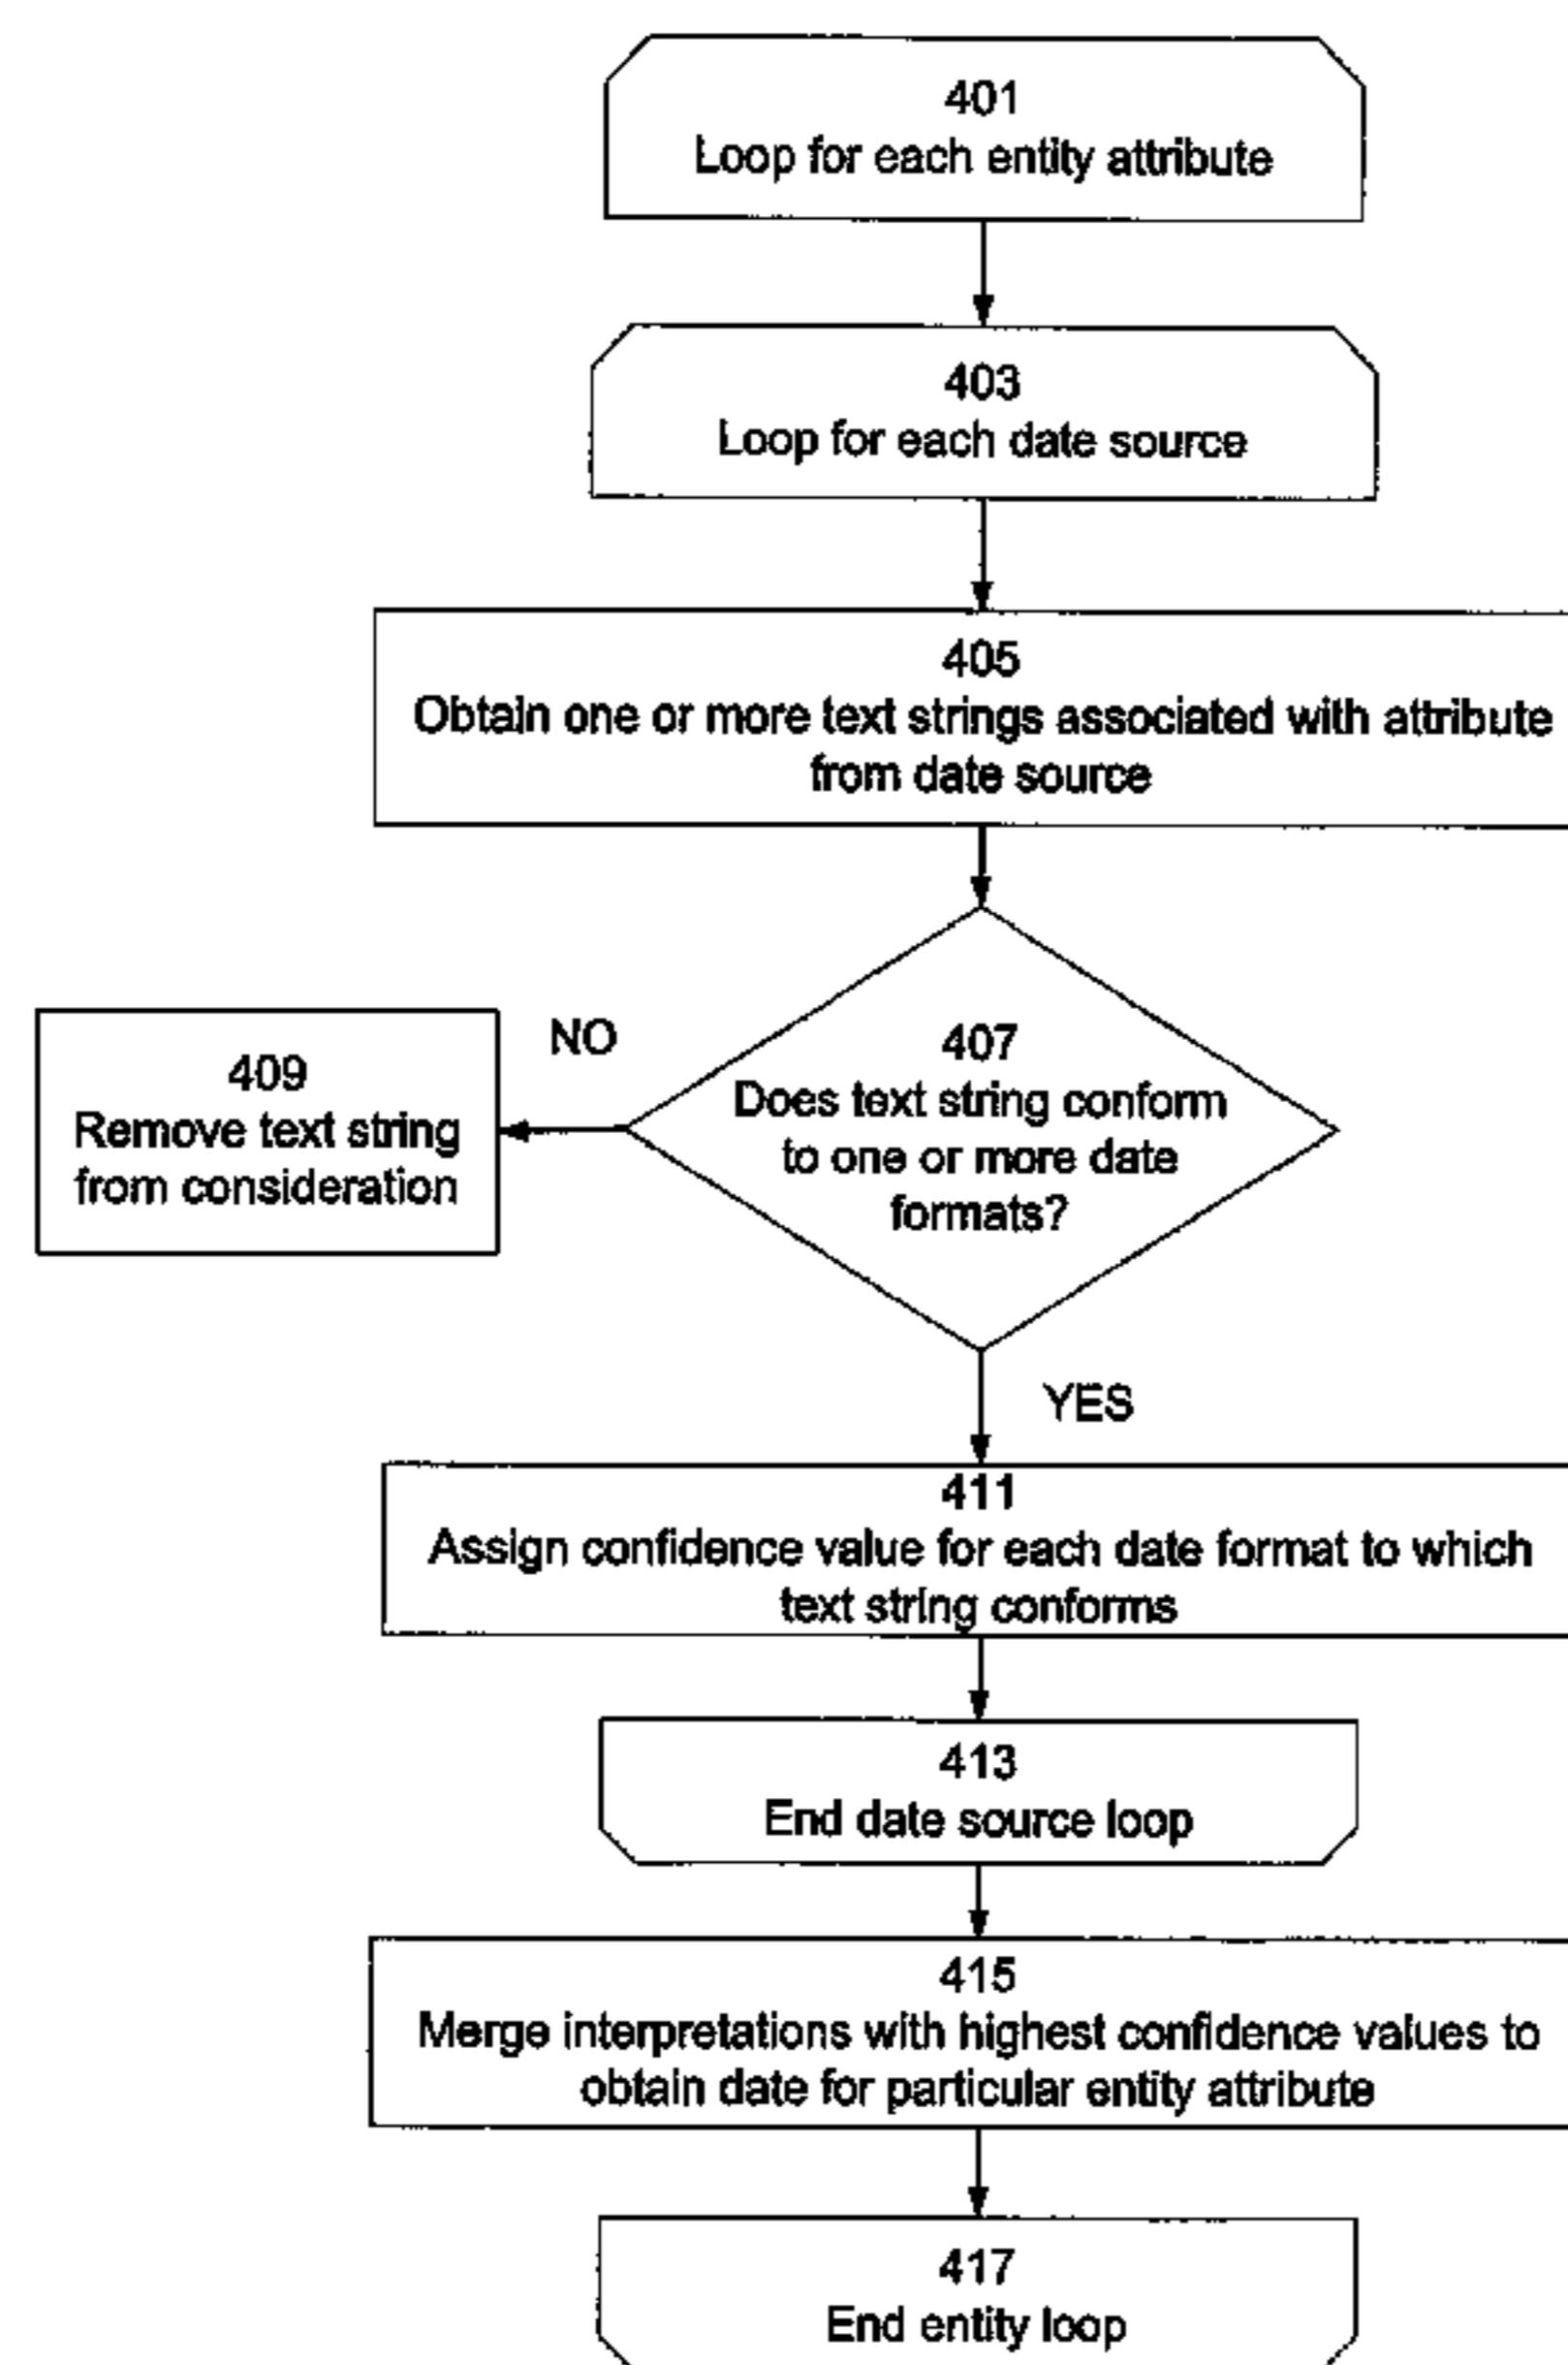 401
Loop for each entity attribute
403
Loop for each date source
405
Obtain one or more text strings associated with attribute
from date source
407
Does text string conform
to one or more date
formats?
NO
409
Remove text string
from consideration
YES
411
Assign confidence value for each date format to which
text string conforms
413
End date source loop
415
Merge interpretations with highest confidence values to
obtain date for particular entity attribute
417
End entity loop